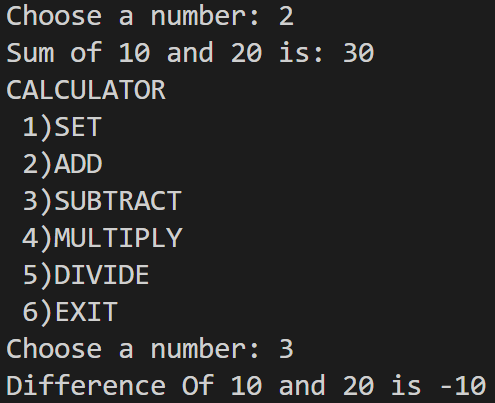 Choose a number: 2
Sum of 10 and 20 is: 30
CALCULATOR
 1)SET
 2)ADD
 3)SUBTRACT
 4)MULTIPLY
 5)DIVIDE
 6)EXIT
Choose a number: 3
Difference Of 10 and 20 is -10